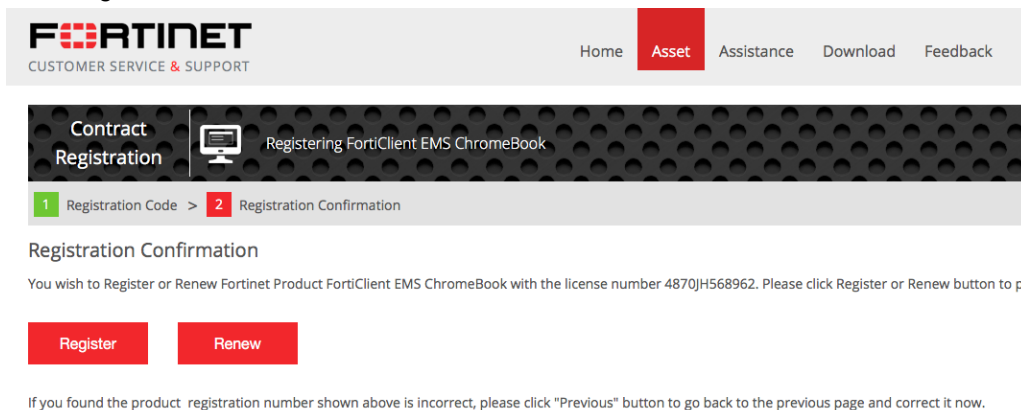 FORTINET
CUSTOMER SERVICE & SUPPORT
Home Asset Assistance Download Feedback
Contract
Registration
Registering FortiClient EMS ChromeBook
1 Registration Code > 2 Registration Confirmation
Registration Confirmation
You wish to Register or Renew Fortinet Product FortiClient EMS ChromeBook with the license number 4870JH568962. Please click Register or Renew button to p
Register Renew
If you found the product registration number shown above is incorrect, please click "Previous" button to go back to the previous page and correct it now.